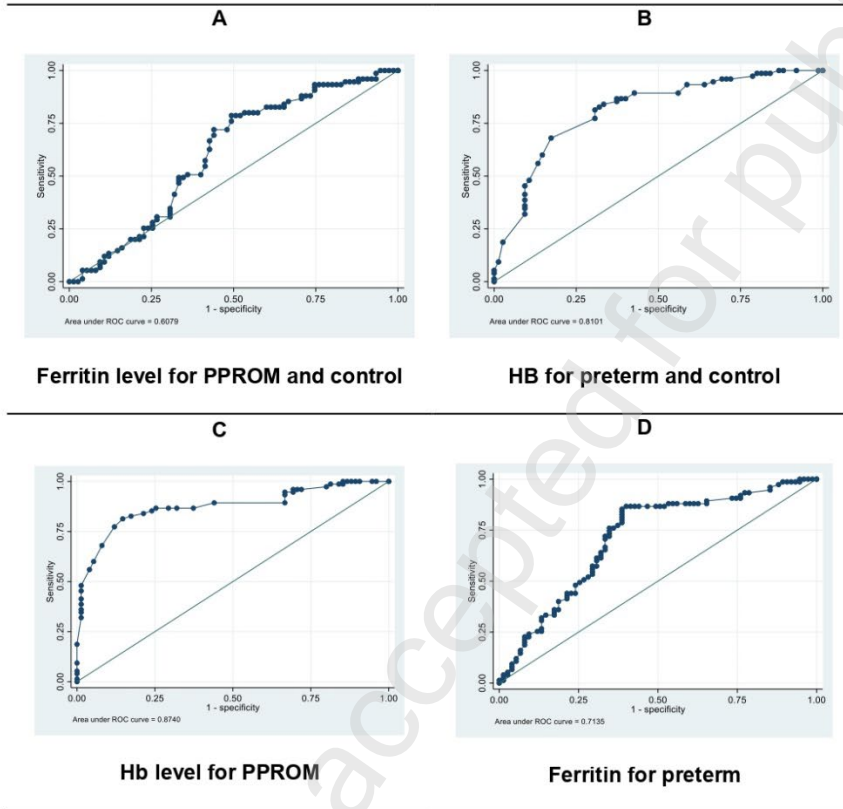 A
B
Sensitivity
1.00
0.75
0.50
0.25
0.00
0.00 0.25 0.50 0.75 1.00
1 - specificity
Area under ROC curve = 0.6079
Sensitivity
1.00
0.75
0.50
0.25
0.00
0.00 0.25 0.50 0.75 1.00
1 - specificity
Area under ROC curve = 0.8101
Ferritin level for PPROM and control
HB for preterm and control
C
D
Sensitivity
1.00
0.75
0.50
0.25
0.00
0.00 0.25 0.50 0.75 1.00
1 - specificity
Area under ROC curve = 0.8740
Sensitivity
1.00
0.75
0.50
0.25
0.00
0.00 0.25 0.50 0.75 1.00
1 - specificity
Area under ROC curve = 0.7135
Hb level for PPROM
Ferritin for preterm
accepted for pub